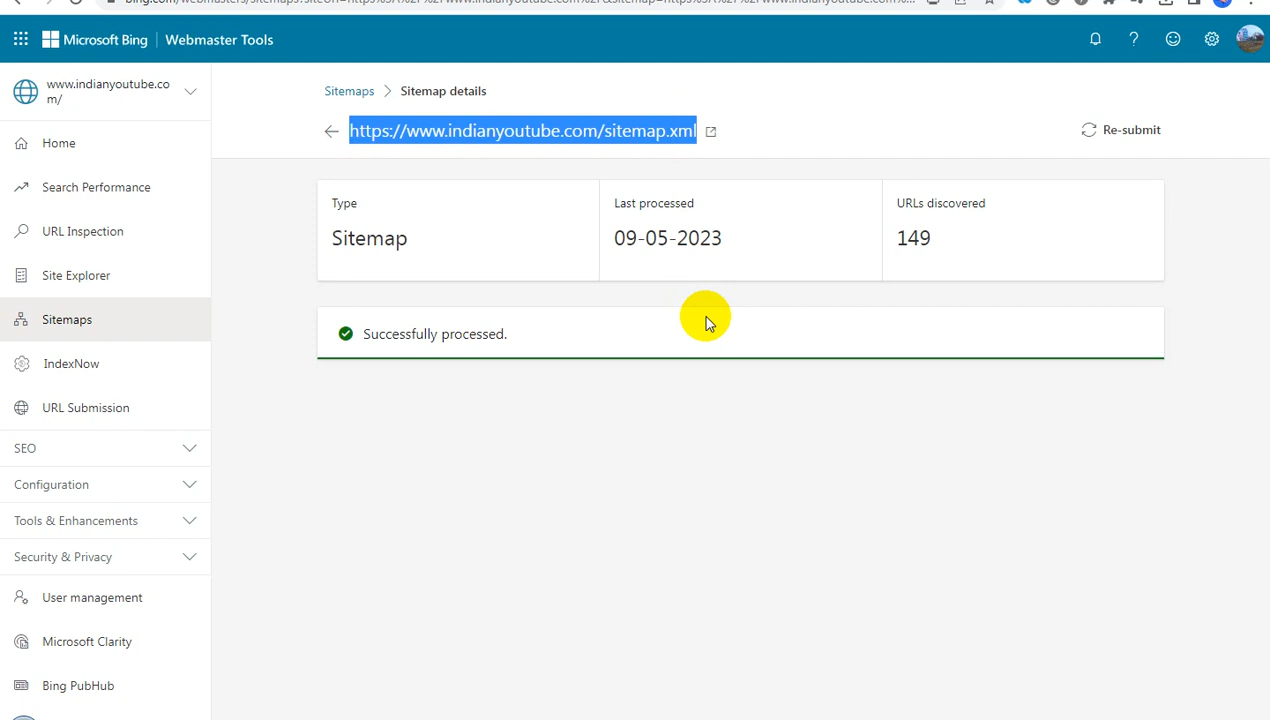 Microsoft Bing | Webmaster Tools
www.indianyoutube.co
m/
Home
Search Performance
URL Inspection
Site Explorer
Sitemaps
IndexNow
URL Submission
SEO
Configuration
Tools & Enhancements
Security & Privacy
User management
Microsoft Clarity
Bing PubHub
Sitemaps > Sitemap details
https://www.indianyoutube.com/sitemap.xml
Re-submit
Type
Sitemap
Last processed
09-05-2023
URLs discovered
149
Successfully processed.